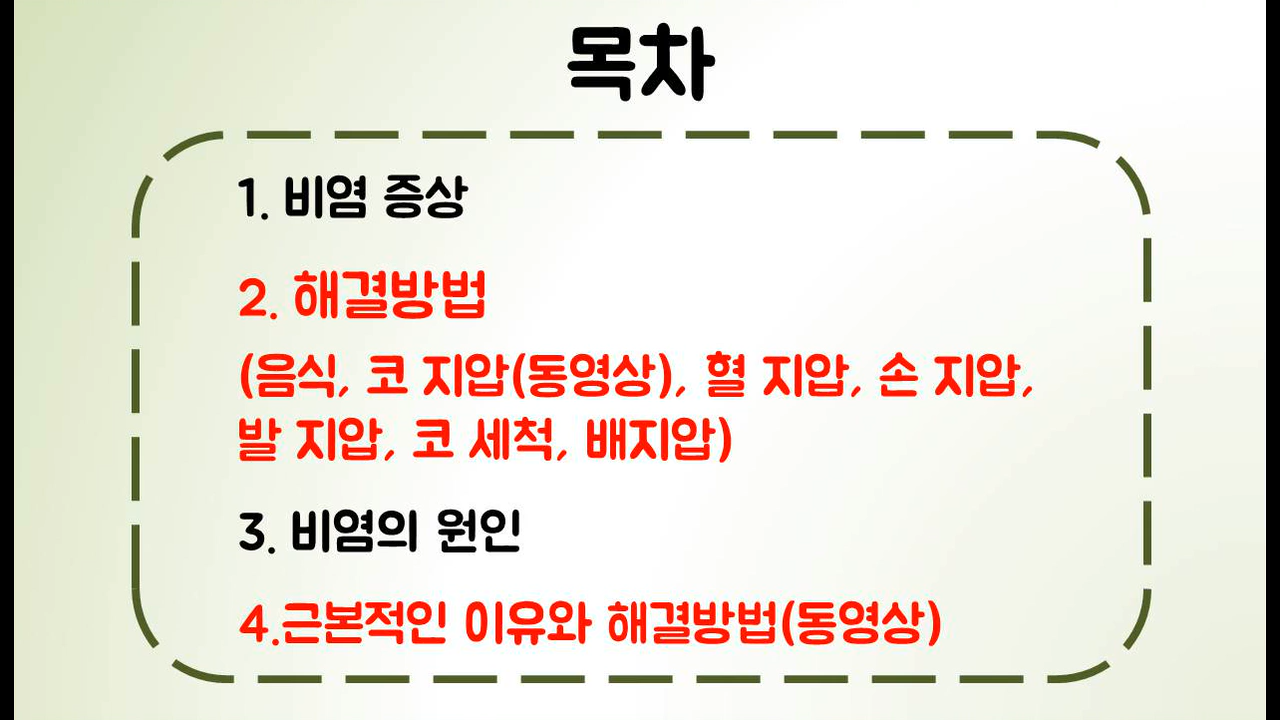 목차
1. 비염 증상
2. 해결방법
(음식, 코 지압(동영상), 혈 지압, 손 지압,
발 지압, 코 세척, 배지압)
3. 비염의 원인
4.근본적인 이유와 해결방법(동영상)